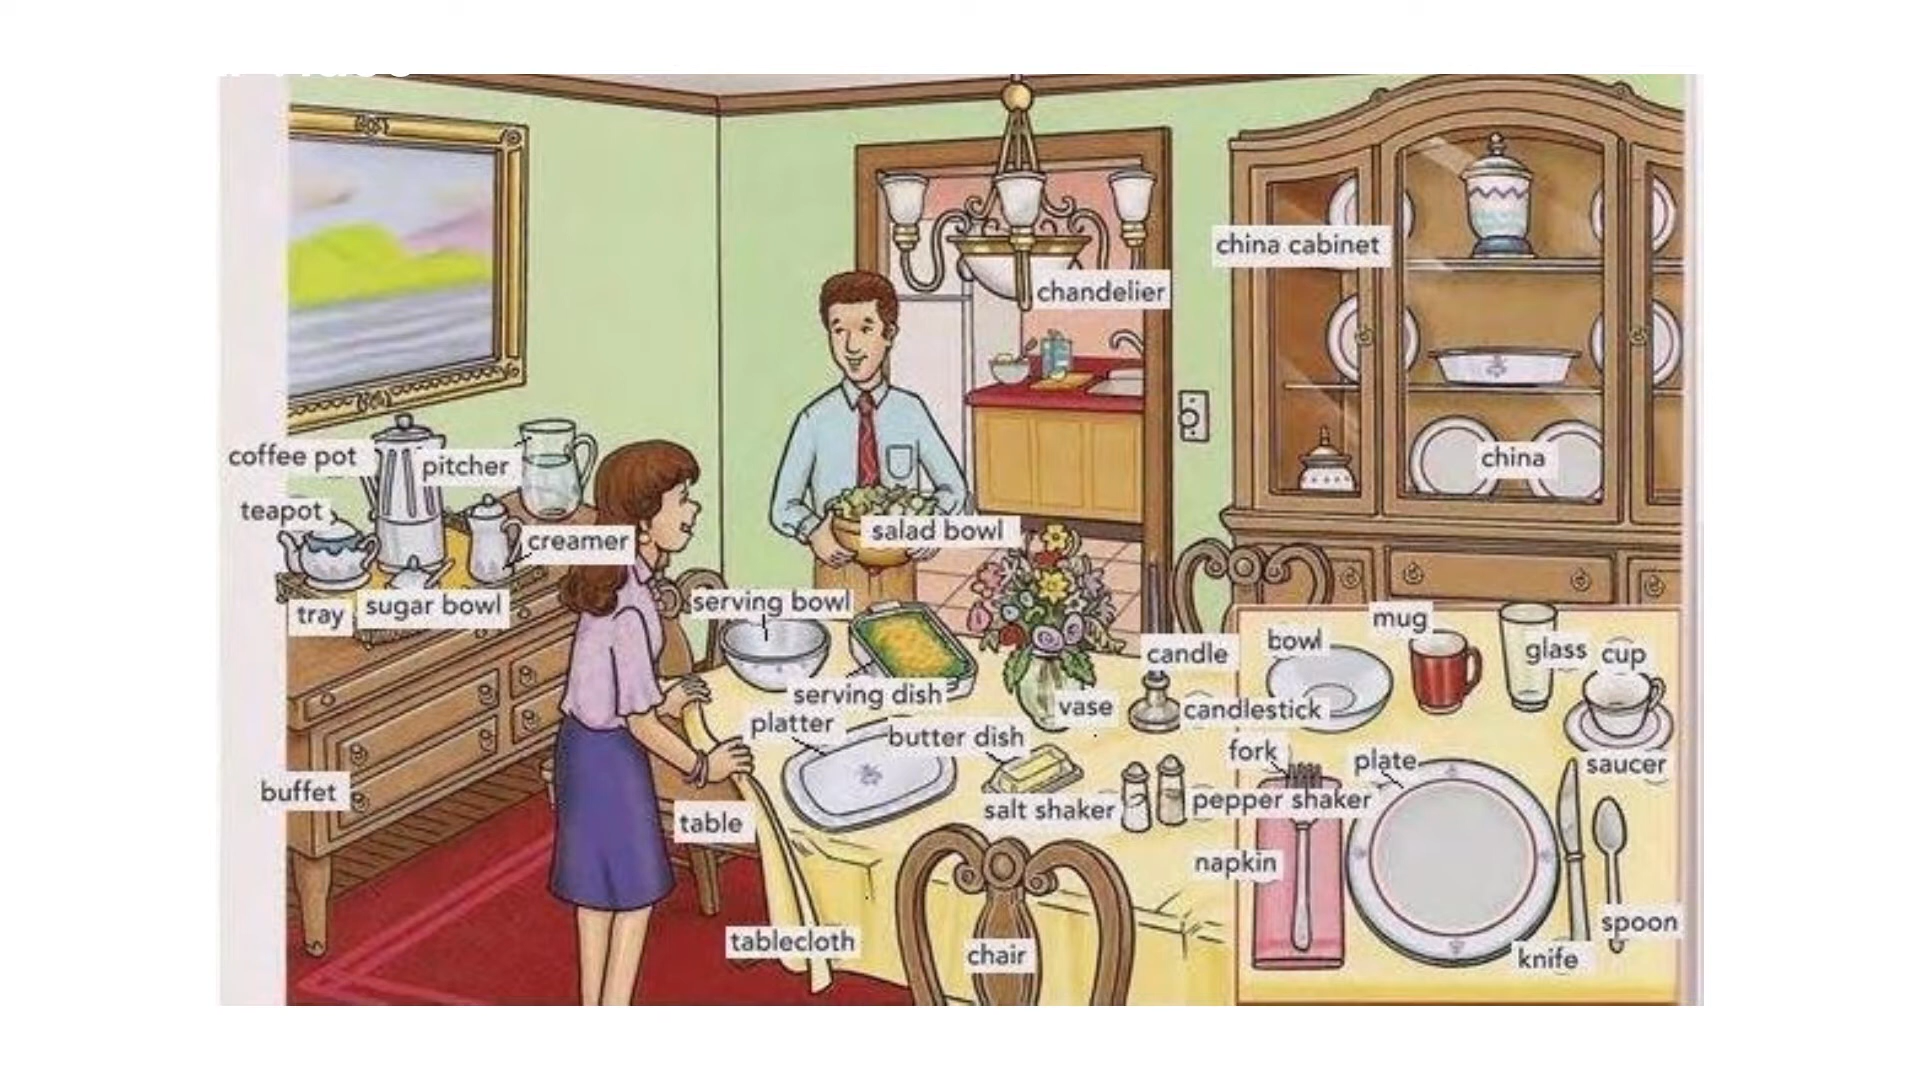 china cabinet
chandelier
coffee pot
pitcher
china
teapot
creamer
salad bowl
tray
sugar bowl
serving bowl
mug
bowl
glass
cup
candle
serving dish
vase
candlestick
platter
butter dish
fork
plate
saucer
buffet
table
salt shaker
pepper shaker
napkin
tablecloth
chair
spoon
knife